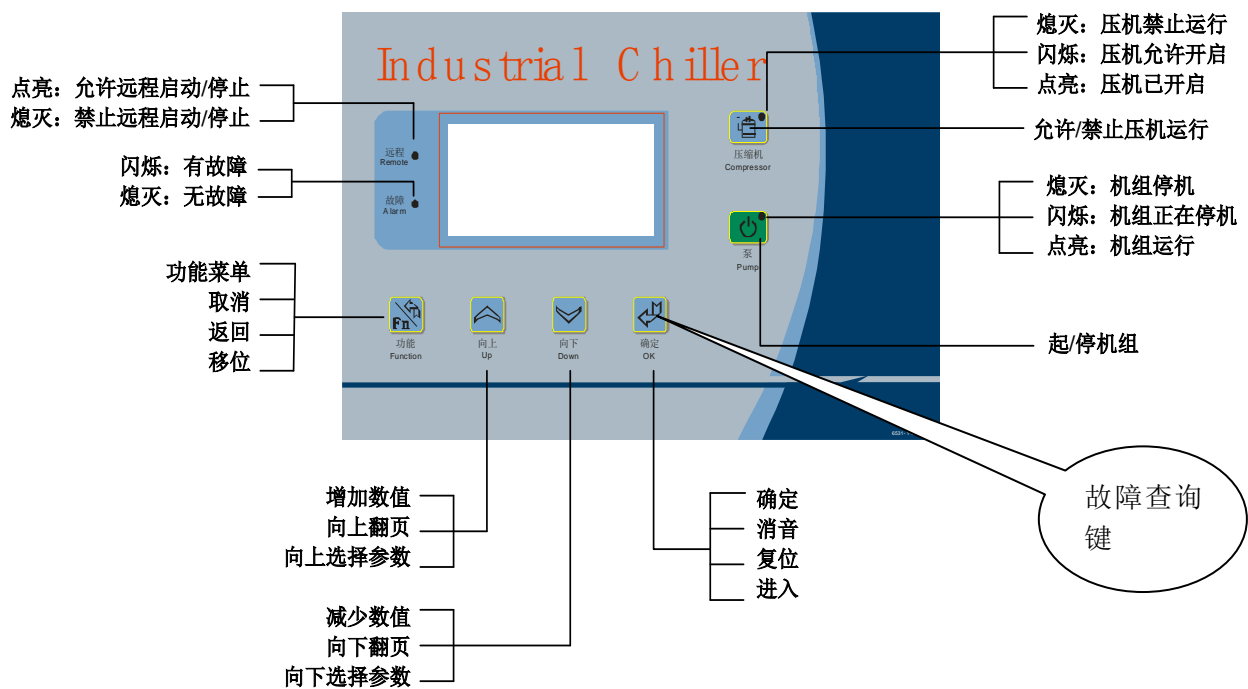 Industrial Chiller
点亮：允许远程启动/停止
熄灭：禁止远程启动/停止
闪烁：有故障
熄灭：无故障
远程
Remote
故障
Alarm
熄灭：压机禁止运行
闪烁：压机允许开启
点亮：压机已开启
允许/禁止压机运行
压缩机
Compressor
熄灭：机组停机
闪烁：机组正在停机
点亮：机组运行
泵
Pump
起/停机组
功能菜单
取消
返回
移位
Fn
功能
Function
向上
Up
向下
Down
确定
OK
增加数值
向上翻页
向上选择参数
减少数值
向下翻页
向下选择参数
确定
消音
复位
进入
故障查询
键